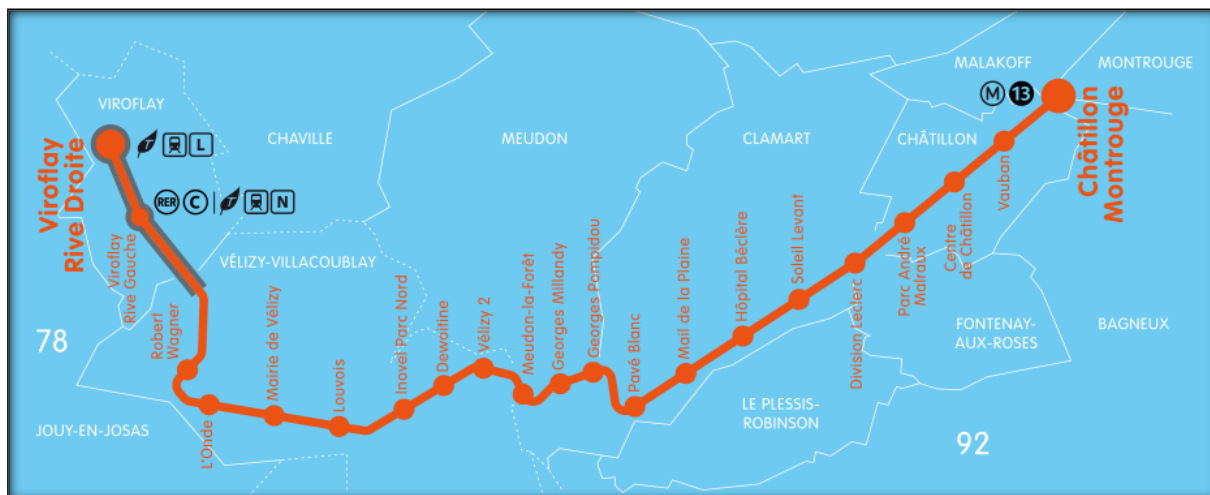 MALAKOFF
MONTROUGE
M 13
VIROFLAY
L
CHAVILLE
MEUDON
CLAMART
CHÂTILLON
Viroflay
Rive Droite
Châtillon
Montrouge
RER C
N
Viroflay
Rive Gauche
VÉLIZY-VILLACOUBLAY
Robert
Wagner
L'Onde
Mairie de Vélizy
Louvois
Inovel Parc Nord
Dewoitine
Vélizy 2
Meudon-la-Forêt
Georges Millandy
Georges Pompidou
Pavé Blanc
Mail de la Plaine
Hôpital Béclère
Soleil Levant
Division Leclerc
Parc André
Malraux
Centre
de Châtillon
Vauban
78
FONTENAY-
AUX-ROSES
BAGNEUX
JOUY-EN-JOSAS
LE PLESSIS-
ROBINSON
92